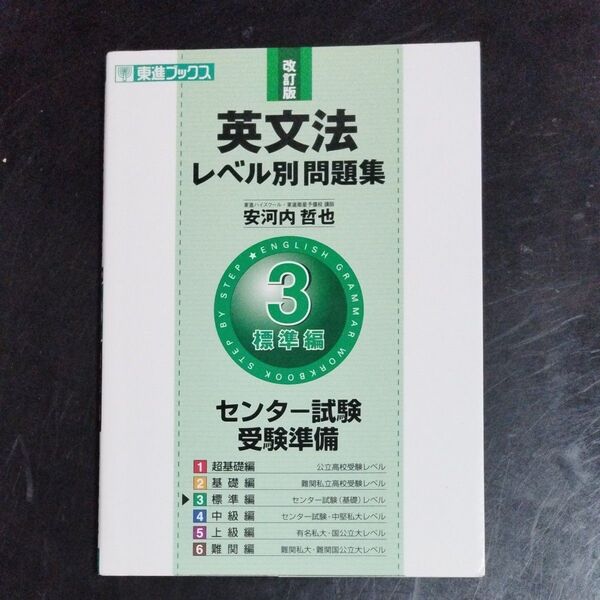 東進ブックス
改訂版
英文法
レベル別問題集
東進ハイスクール・東進衛星予備校 講師
安河内 哲也
STEP BY STEP ★ENGLISH GRAMMAR WORKBOOK
3
標準編
センター試験
受験準備
1 超基礎編 公立高校受験レベル
2 基礎編 難関私立高校受験レベル
▶3 標準編 センター試験(基礎)レベル
4 中級編 センター試験・中堅私大レベル
5 上級編 有名私大・国公立大レベル
6 難関編 難関私大・難関国公立大レベル